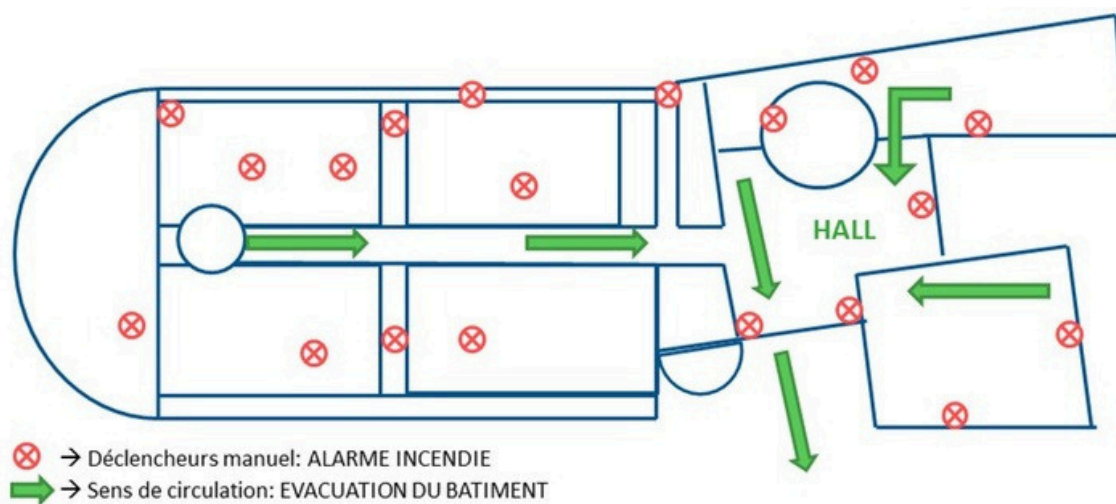 HALL
→ Déclencheurs manuel: ALARME INCENDIE
→ Sens de circulation: EVACUATION DU BATIMENT